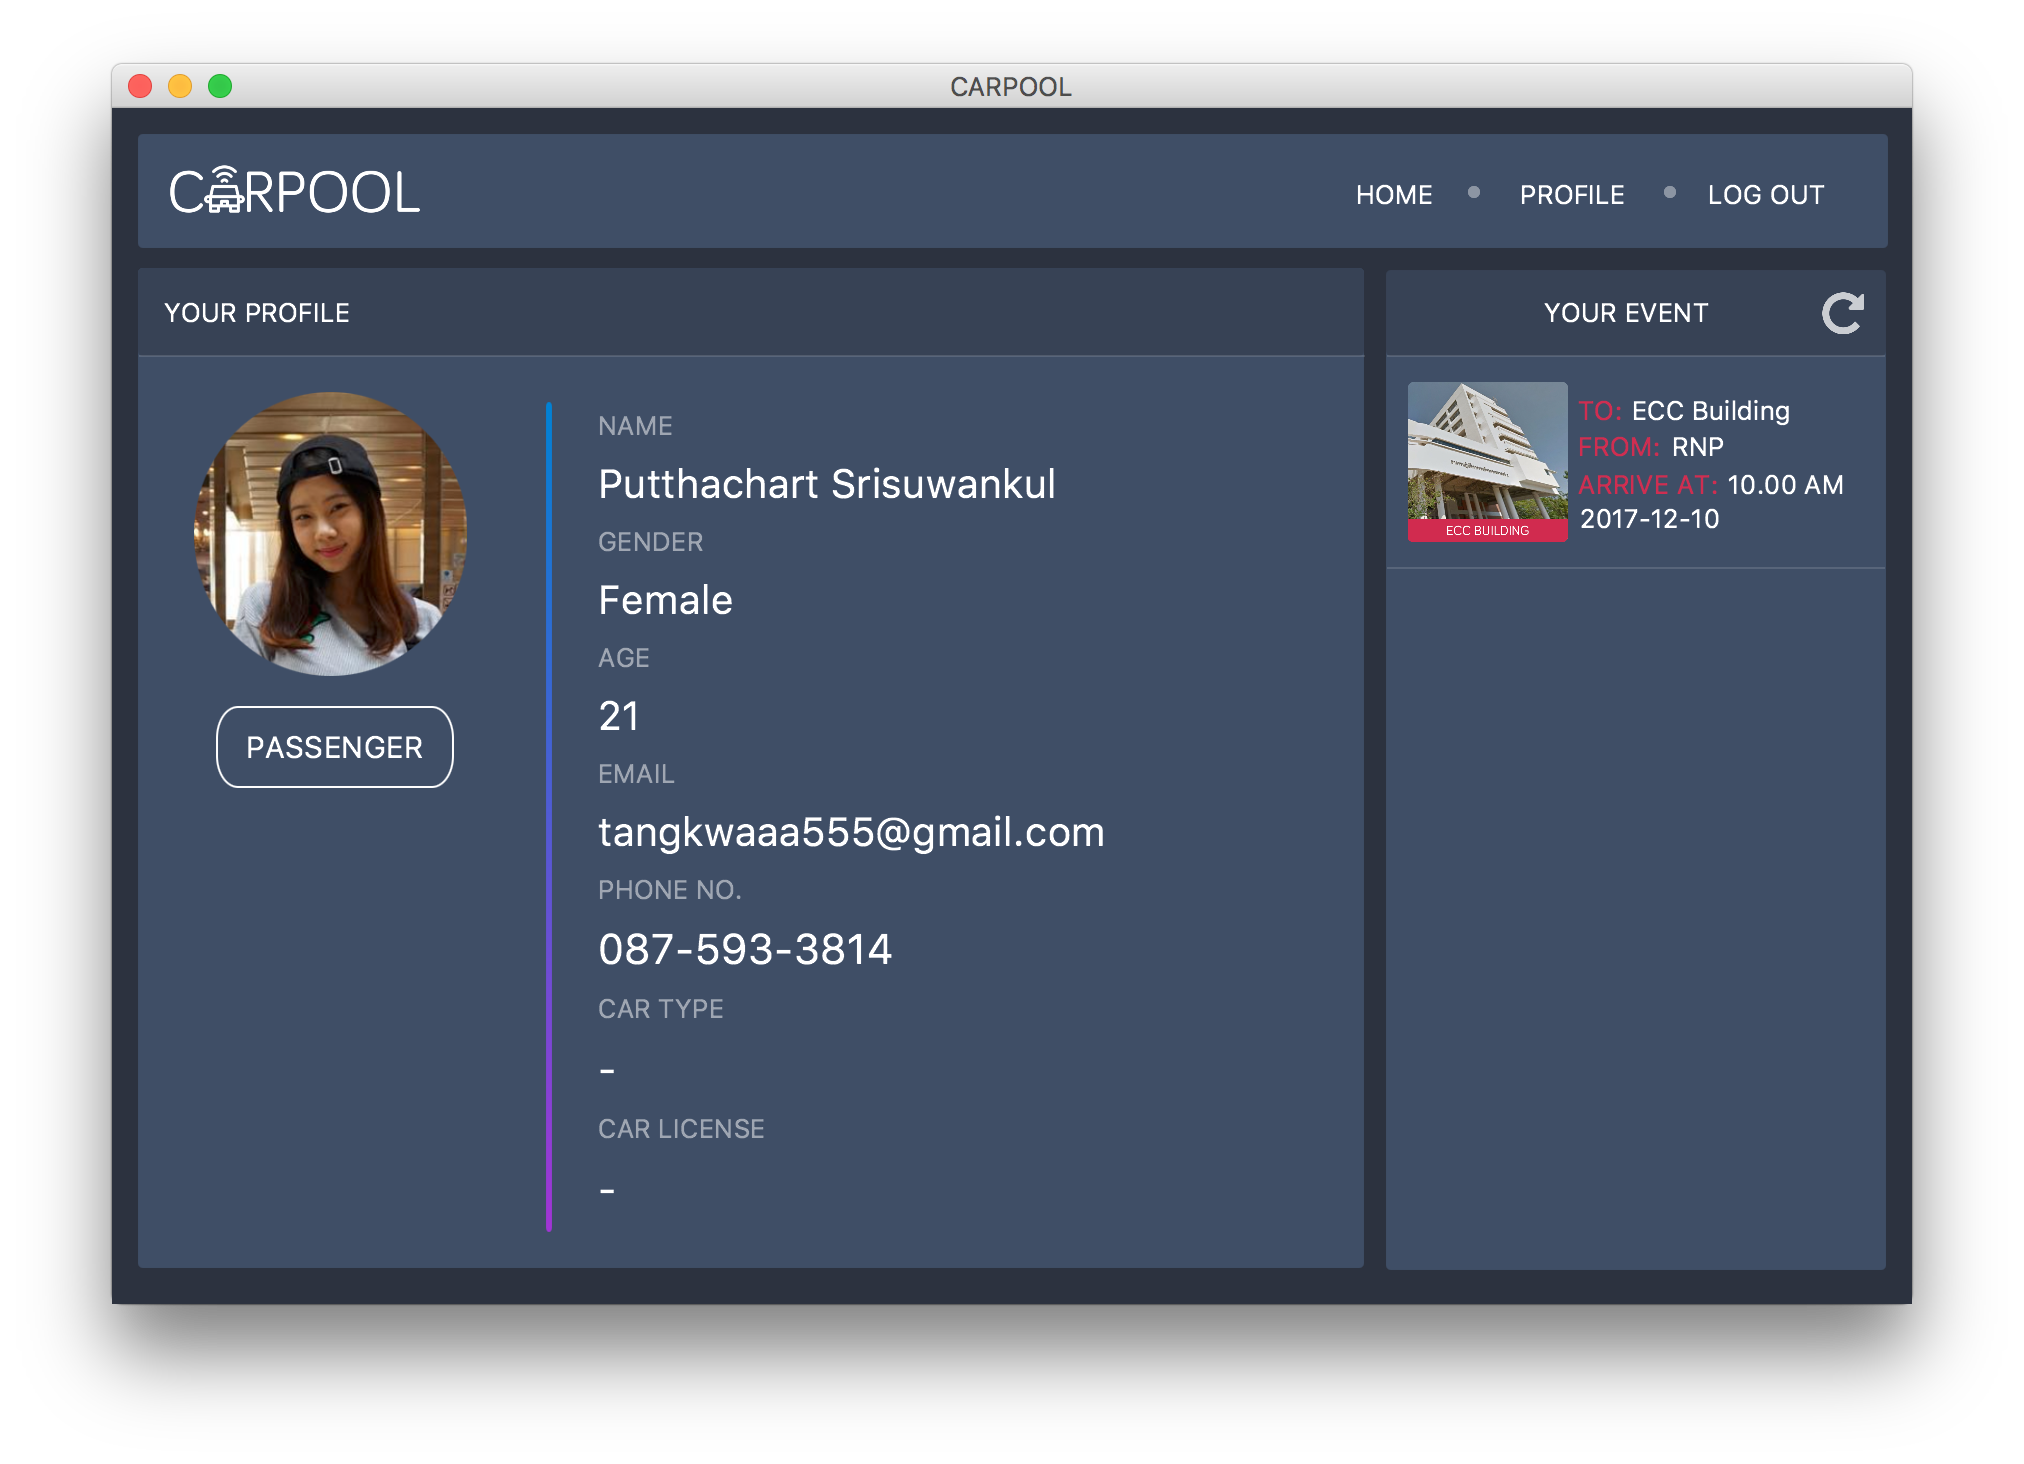 CARPOOL
CARPOOL
HOME • PROFILE • LOG OUT
YOUR PROFILE
PASSENGER
NAME
Putthachart Srisuwankul
GENDER
Female
AGE
21
EMAIL
tangkwaaa555@gmail.com
PHONE NO.
087-593-3814
CAR TYPE
-
CAR LICENSE
-
YOUR EVENT
ECC BUILDING
TO: ECC Building
FROM: RNP
ARRIVE AT: 10.00 AM
2017-12-10